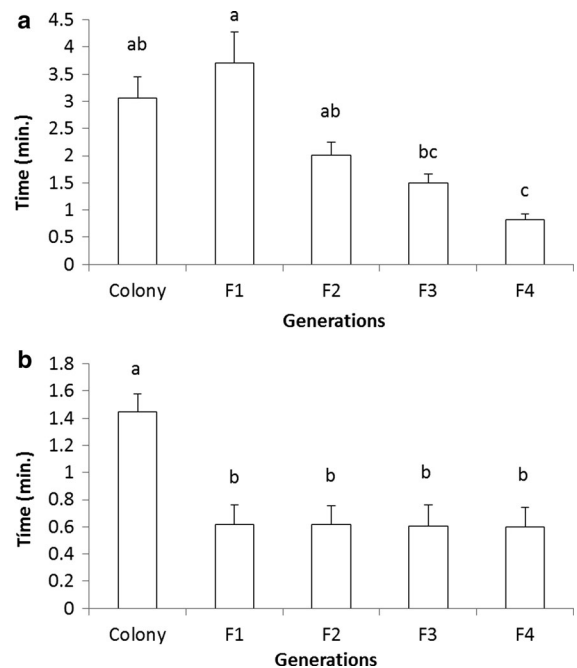 a
4.5
4
3.5
3
2.5
2
1.5
1
0.5
0
Time (min.)
ab
a
ab
bc
c
Colony F1 F2 F3 F4
Generations
b
1.8
1.6
1.4
1.2
1
0.8
0.6
0.4
0.2
0
Time (min.)
a
b
b
b
b
Colony F1 F2 F3 F4
Generations